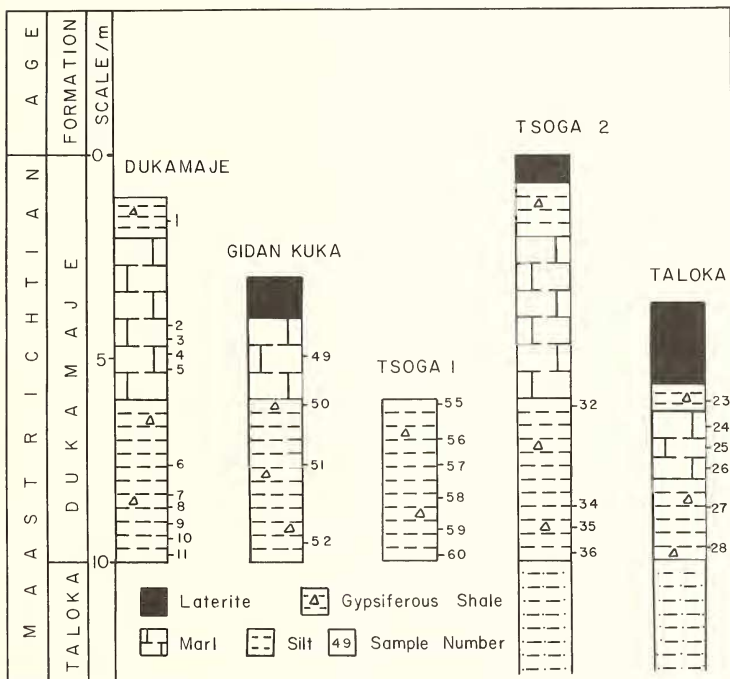 AGE
FORMATION
SCALE/m
MAASTRICHTIAN
DUKAMAJE
TALOKA
0
5
10
DUKAMAJE
1
2
3
4
5
6
7
8
9
10
11
GIDAN KUKA
49
50
51
52
TSOGA 1
55
56
57
58
59
60
TSOGA 2
32
34
35
36
TALOKA
23
24
25
26
27
28
Laterite
Gypsiferous Shale
Marl
Silt
49 Sample Number